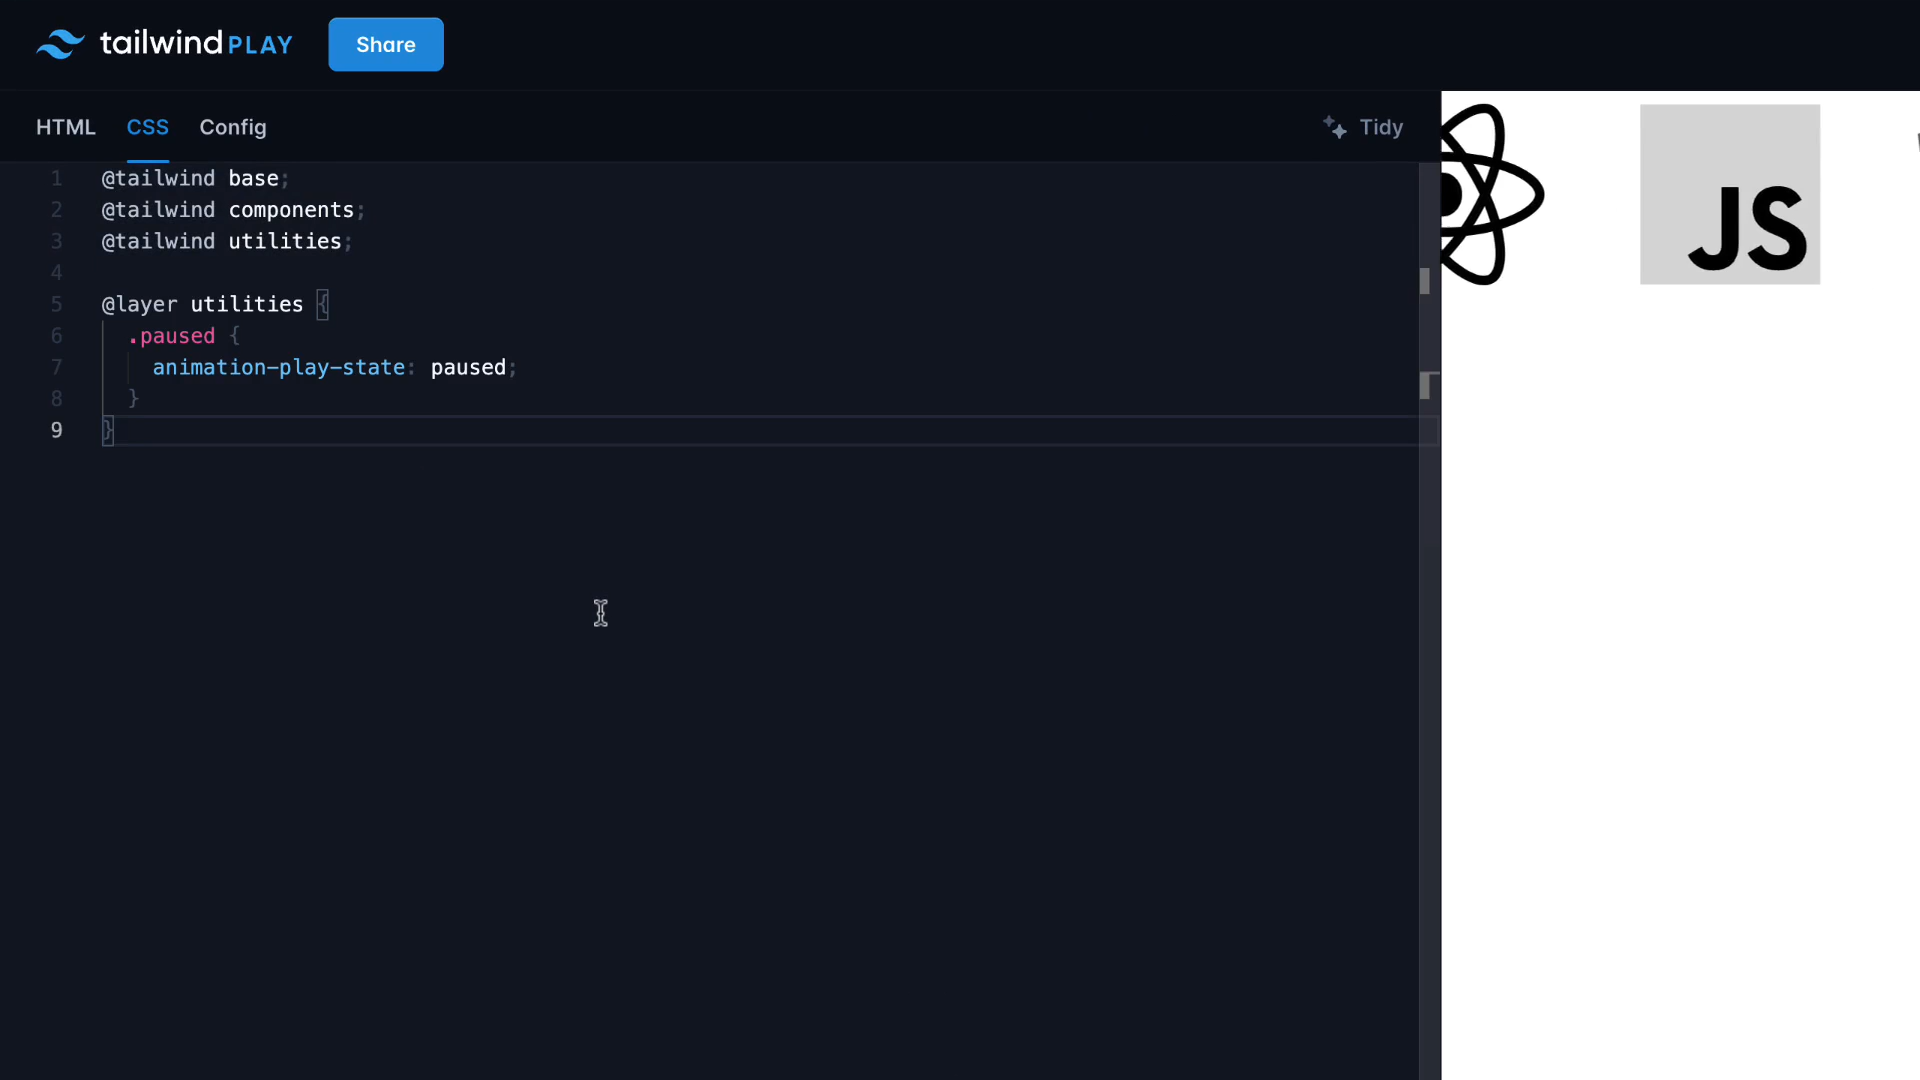 tailwind PLAY
Share
HTML CSS Config
Tidy
1 @tailwind base;
2 @tailwind components;
3 @tailwind utilities;
4
5 @layer utilities {
6 .paused {
7 animation-play-state: paused;
8 }
9 }
JS